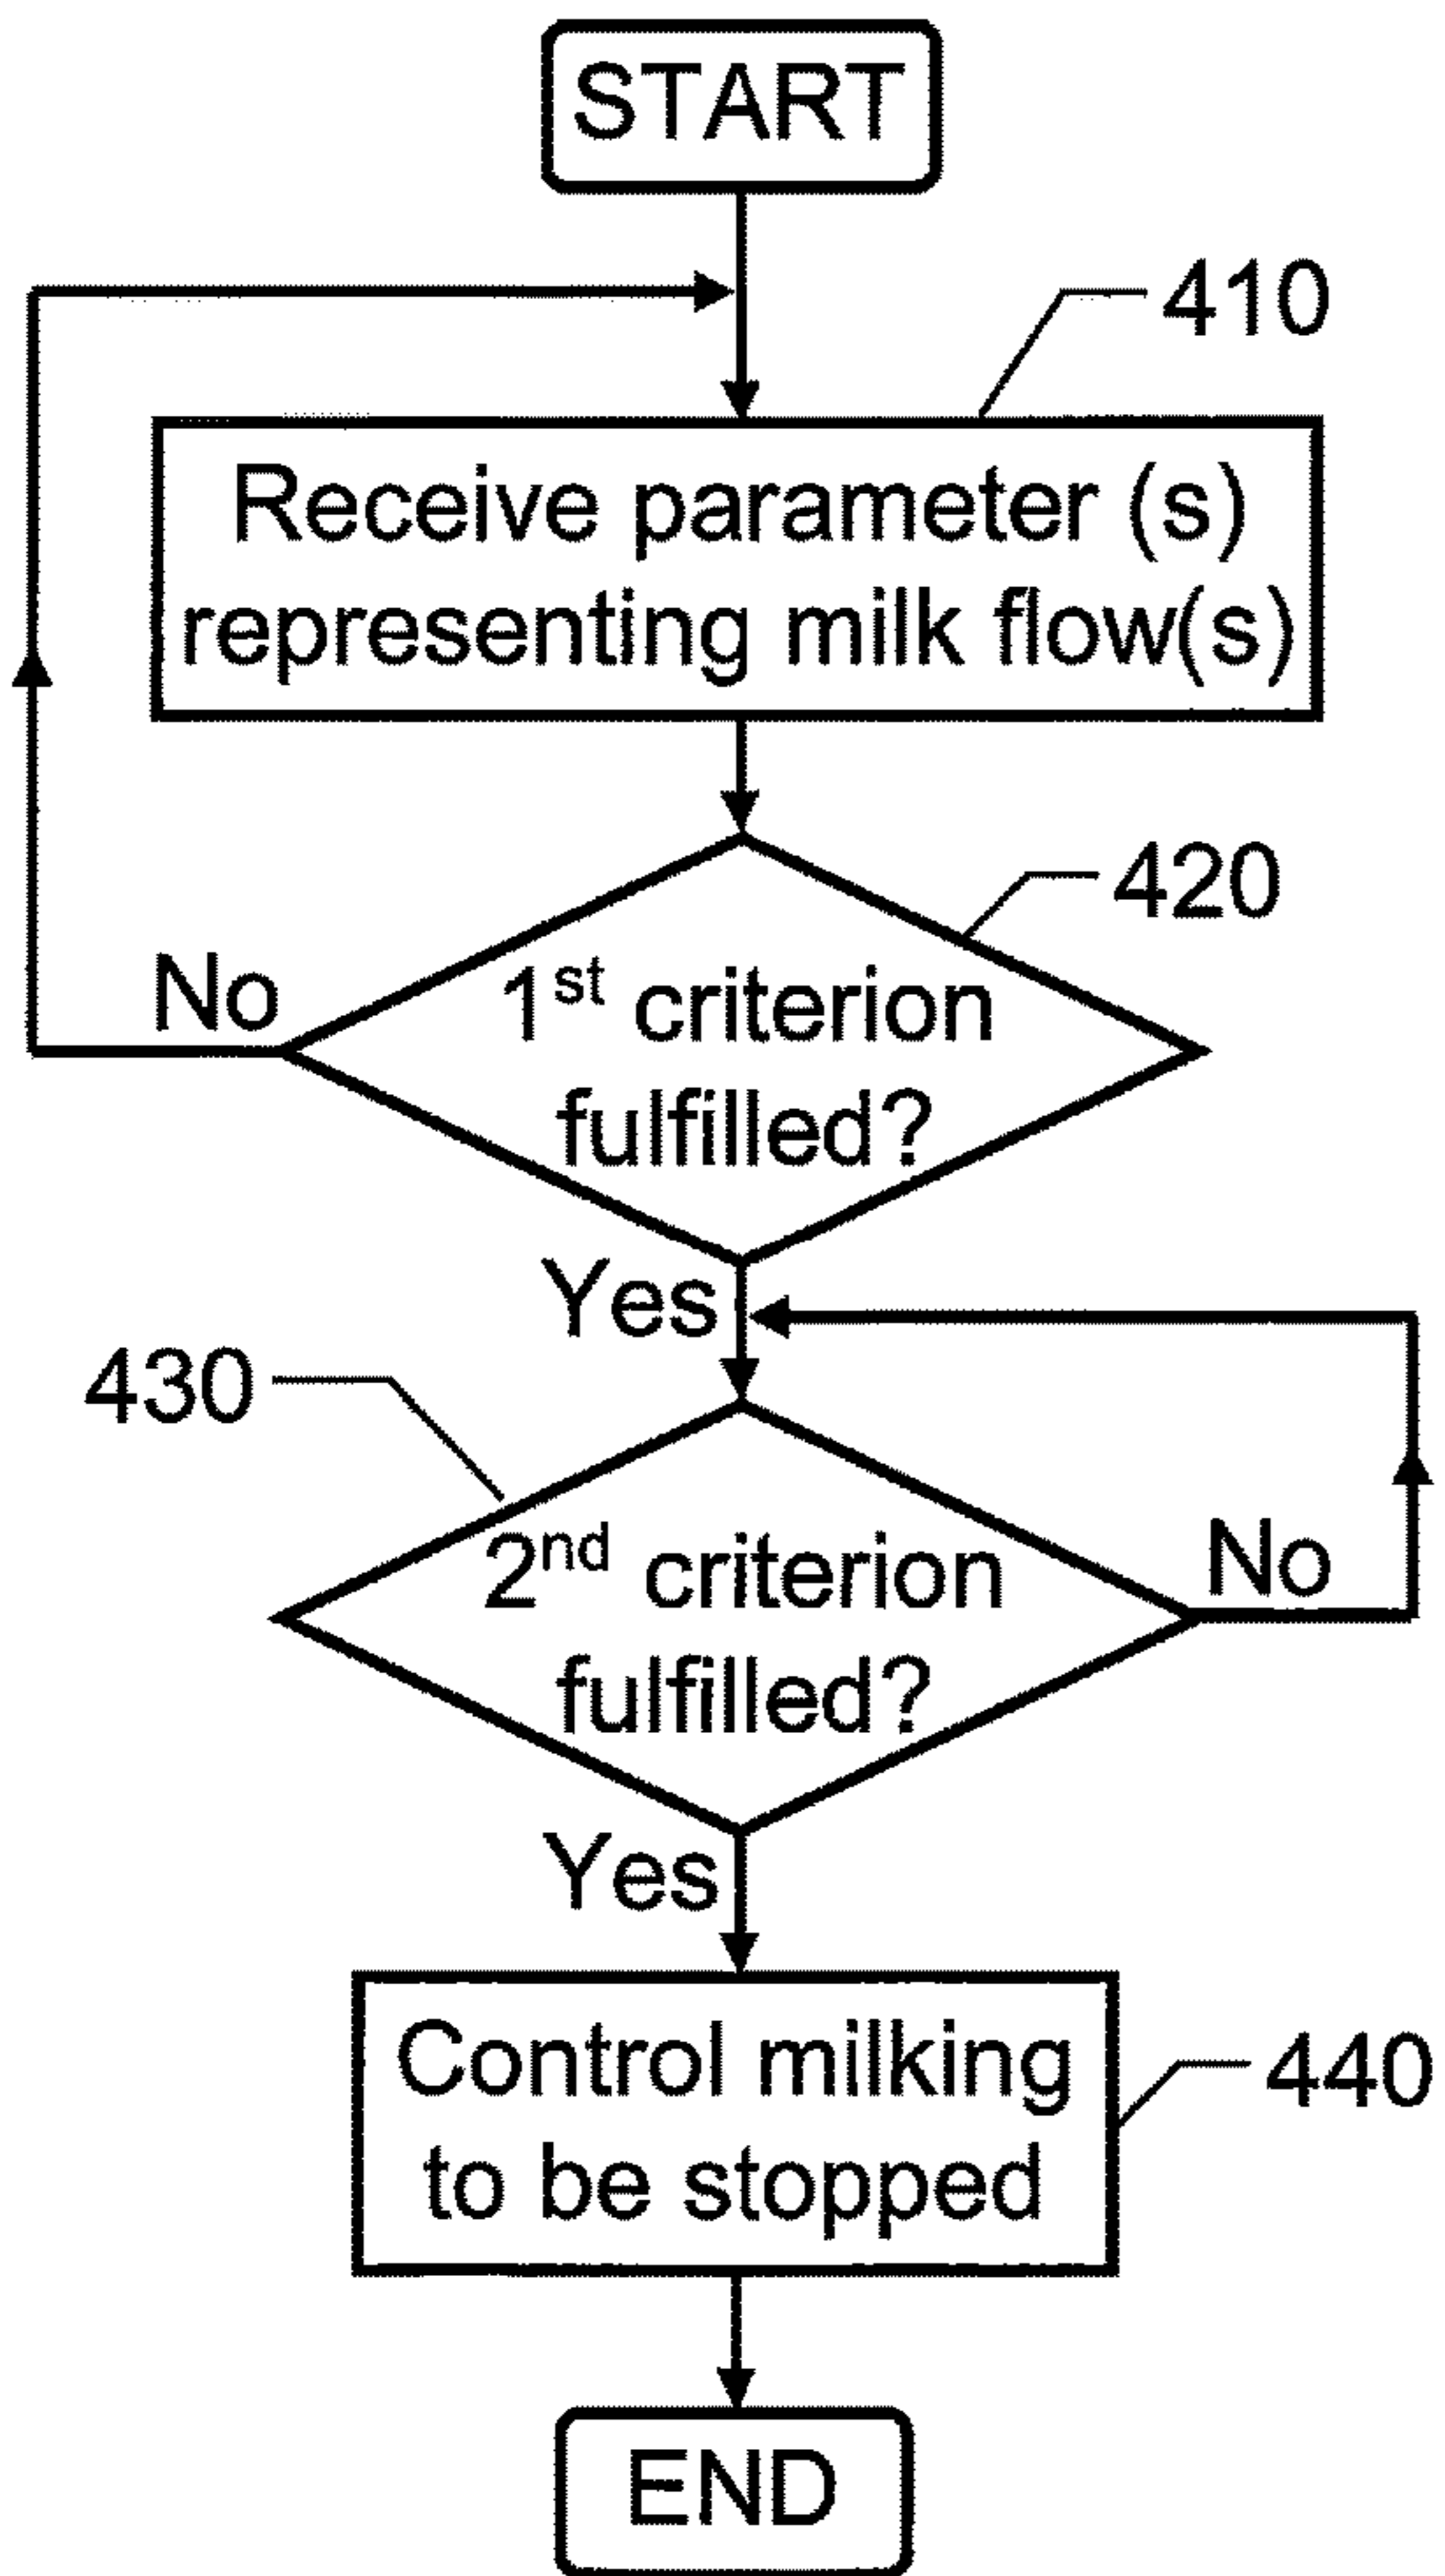 START
410
Receive parameter (s)
representing milk flow(s)
420
No
1st criterion
fulfilled?
Yes
430
2nd criterion
fulfilled?
No
Yes
Control milking
to be stopped
440
END